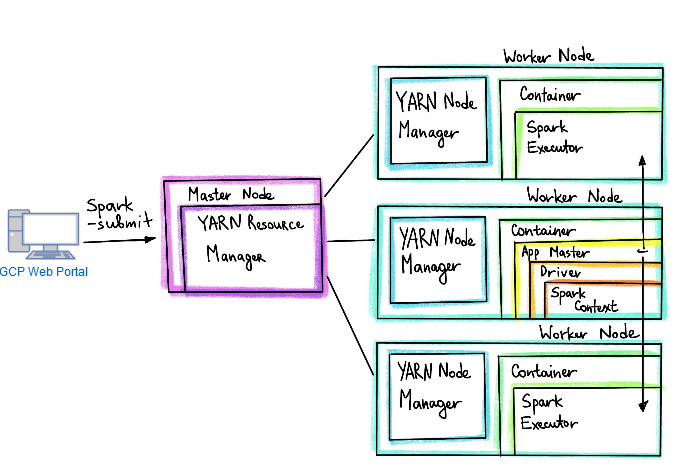 GCP Web Portal
Spark
-submit
Master Node
YARN Resource
Manager
Worker Node
YARN Node
Manager
Container
Spark
Executor
Worker Node
YARN Node
Manager
Container
App Master
Driver
Spark
Context
Worker Node
YARN Node
Manager
Container
Spark
Executor